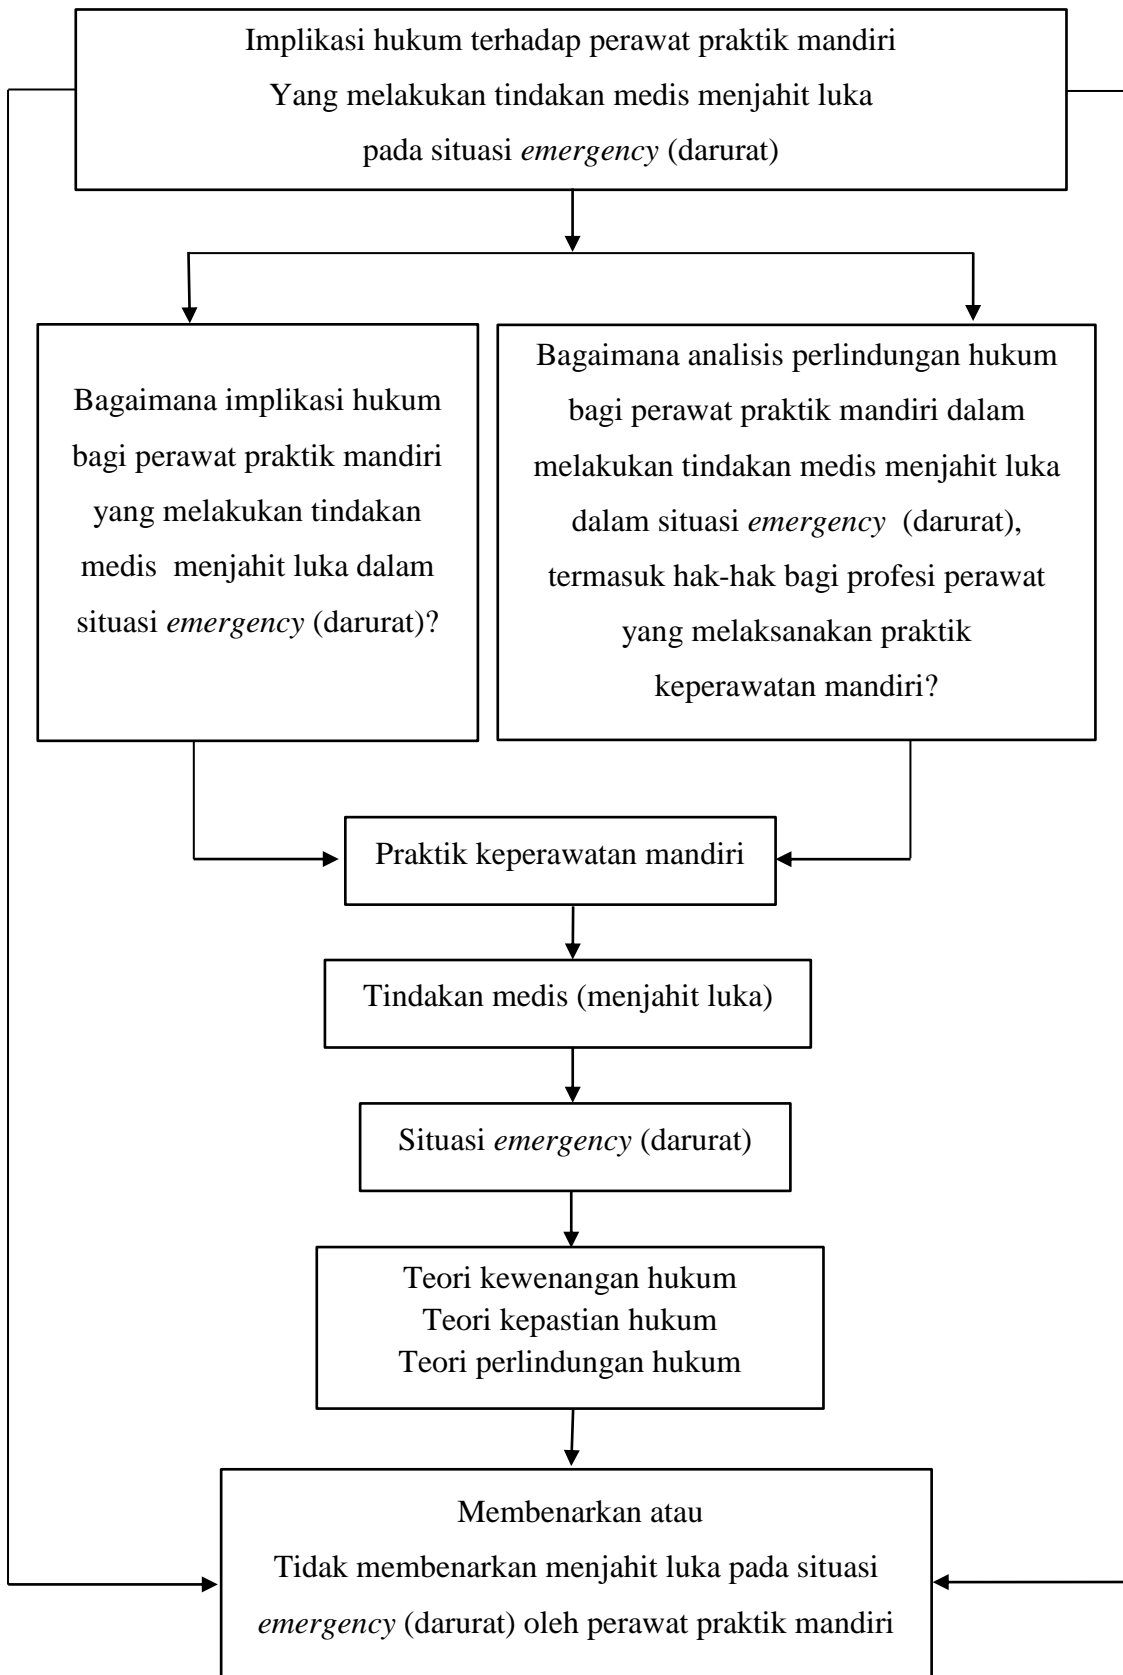 Implikasi hukum terhadap perawat praktik mandiri
Yang melakukan tindakan medis menjahit luka
pada situasi emergency (darurat)
Bagaimana implikasi hukum
bagi perawat praktik mandiri
yang melakukan tindakan
medis menjahit luka dalam
situasi emergency (darurat)?
Bagaimana analisis perlindungan hukum
bagi perawat praktik mandiri dalam
melakukan tindakan medis menjahit luka
dalam situasi emergency (darurat),
termasuk hak-hak bagi profesi perawat
yang melaksanakan praktik
keperawatan mandiri?
Praktik keperawatan mandiri
Tindakan medis (menjahit luka)
Situasi emergency (darurat)
Teori kewenangan hukum
Teori kepastian hukum
Teori perlindungan hukum
Membenarkan atau
Tidak membenarkan menjahit luka pada situasi
emergency (darurat) oleh perawat praktik mandiri